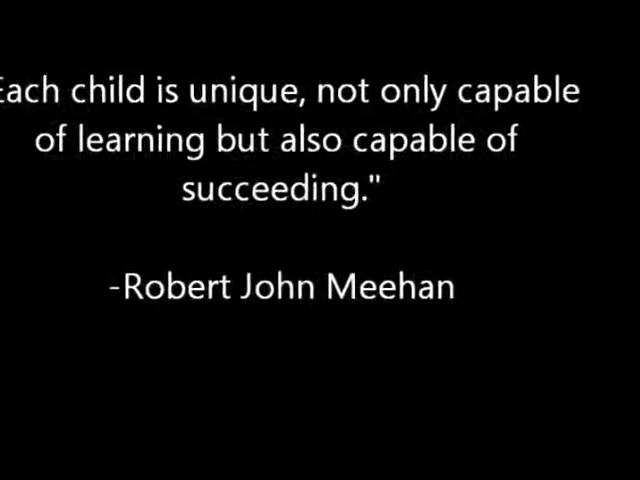 Each child is unique, not only capable
of learning but also capable of
succeeding."
-Robert John Meehan